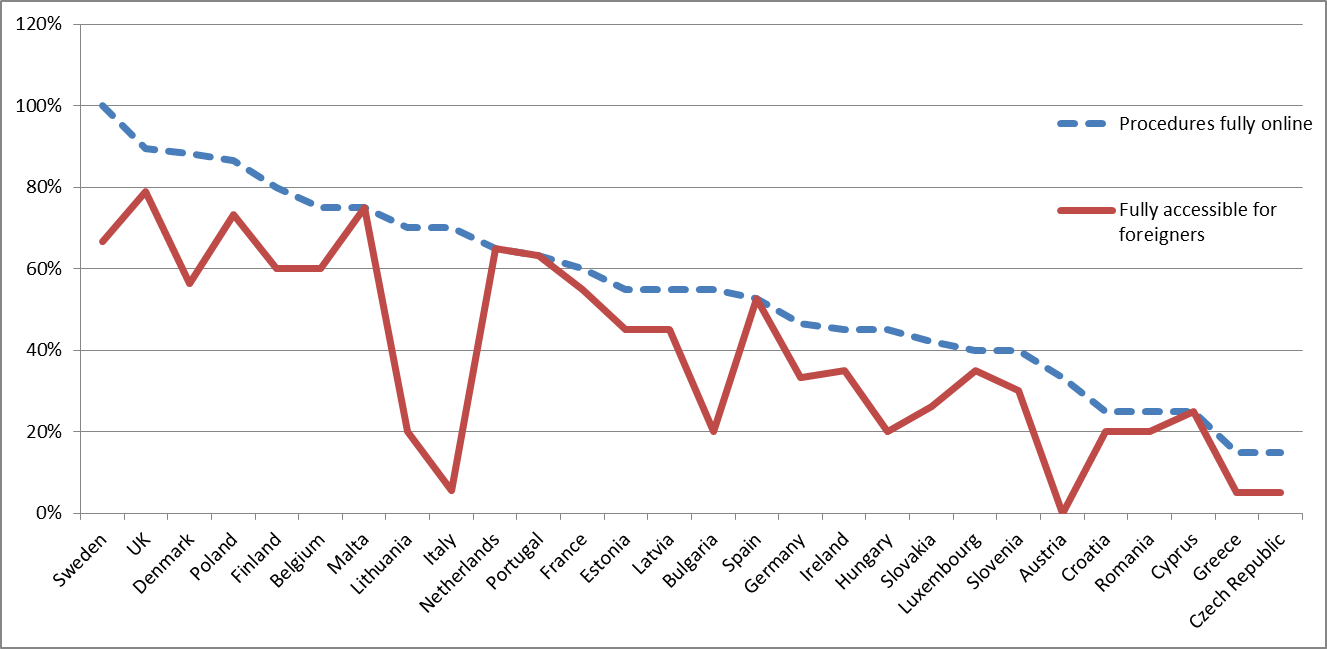 120%
100%
80%
60%
40%
20%
0%
Procedures fully online
Fully accessible for
foreigners
Sweden
UK
Denmark
Poland
Finland
Belgium
Malta
Lithuania
Italy
Netherlands
Portugal
France
Estonia
Latvia
Bulgaria
Spain
Germany
Ireland
Hungary
Slovakia
Luxembourg
Slovenia
Austria
Croatia
Romania
Cyprus
Greece
Czech Republic